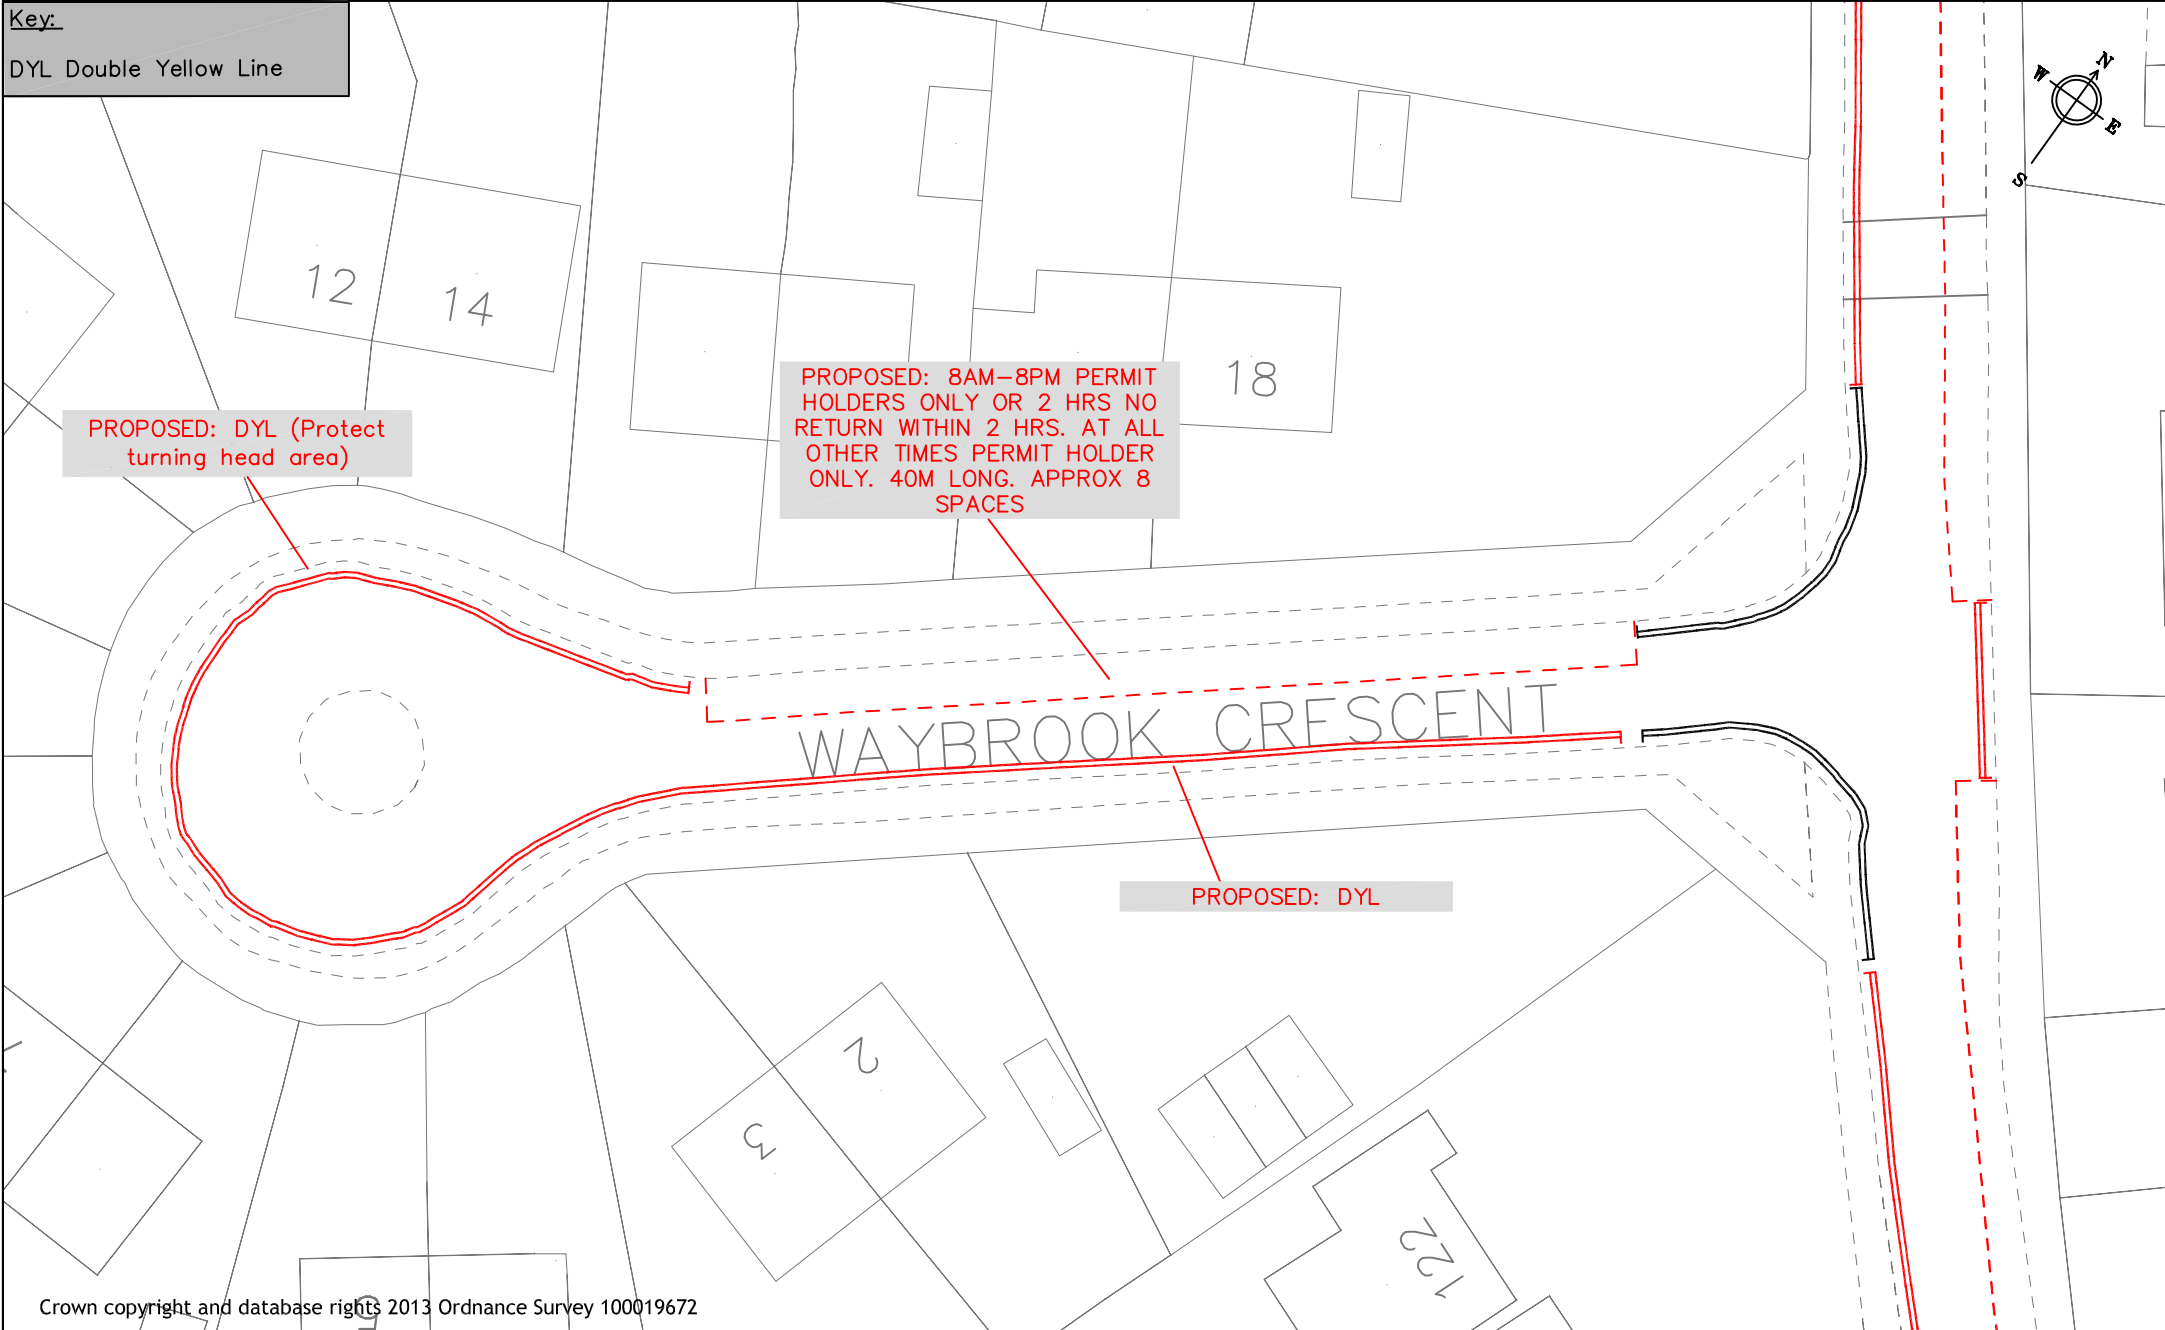 Key:
DYL Double Yellow Line
N
W
E
S
12
14
18
PROPOSED: 8AM-8PM PERMIT
HOLDERS ONLY OR 2 HRS NO
RETURN WITHIN 2 HRS. AT ALL
OTHER TIMES PERMIT HOLDER
ONLY. 40M LONG. APPROX 8
SPACES
PROPOSED: DYL (Protect
turning head area)
WAYBROOK CRESCENT
PROPOSED: DYL
2
3
122
Crown copyright and database rights 2013 Ordnance Survey 100019672